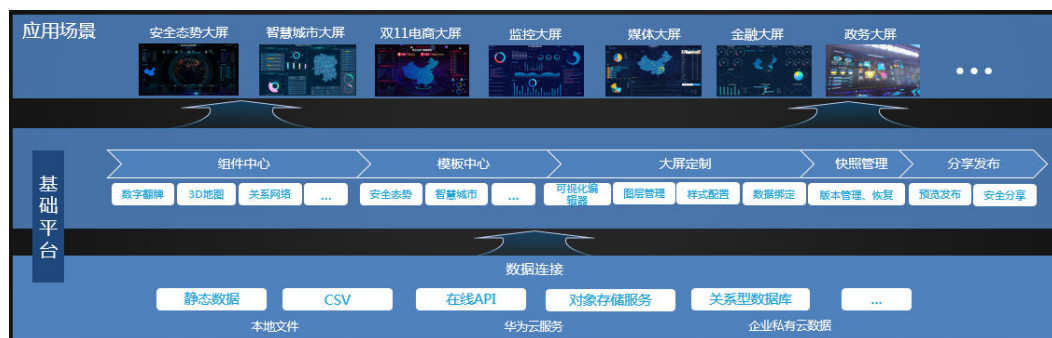 应用场景
安全态势大屏 智慧城市大屏 双11电商大屏 监控大屏 媒体大屏 金融大屏 政务大屏
...
基础平台
组件中心 模板中心 大屏定制 快照管理 分享发布
数字翻牌 3D地图 关系网络 ... 安全态势 智慧城市 ... 可视化编辑器 图层管理 样式配置 数据绑定 版本管理、恢复 预览发布 安全分享
数据连接
静态数据 CSV 在线API 对象存储服务 关系型数据库 ...
本地文件 华为云服务 企业私有云数据